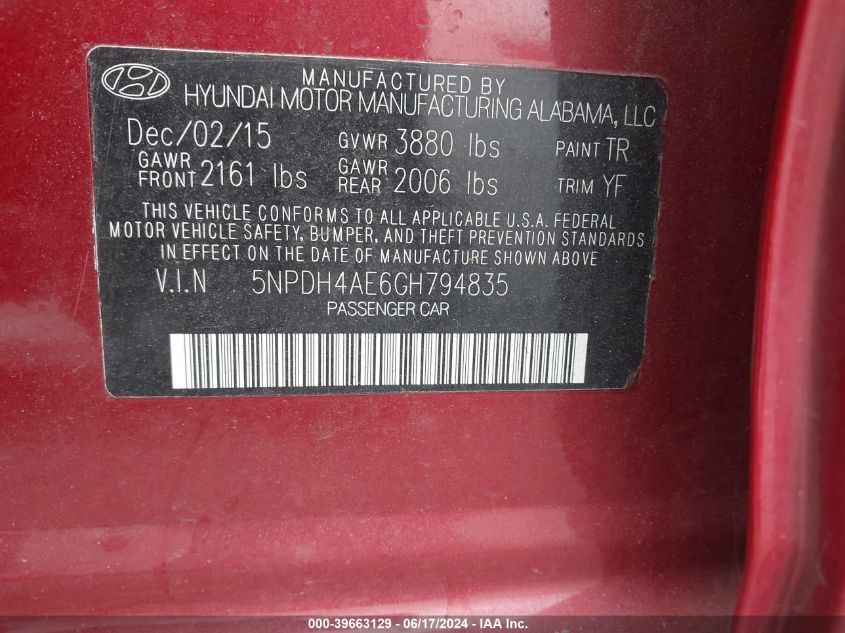 MANUFACTURED BY
HYUNDAI MOTOR MANUFACTURING ALABAMA, LLC
Dec/02/15 GVWR 3880 lbs PAINT TR
GAWR FRONT 2161 lbs GAWR REAR 2006 lbs TRIM YF
THIS VEHICLE CONFORMS TO ALL APPLICABLE U.S.A. FEDERAL
MOTOR VEHICLE SAFETY, BUMPER, AND THEFT PREVENTION STANDARDS
IN EFFECT ON THE DATE OF MANUFACTURE SHOWN ABOVE
V.I.N 5NPDH4AE6GH794835
PASSENGER CAR
000-39663129 - 06/17/2024 - IAA Inc.